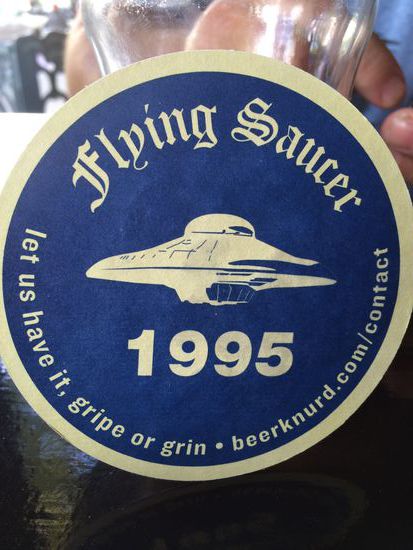 Flying Saucer
1995
let us have it, gripe or grin • beerknurd.com/contact